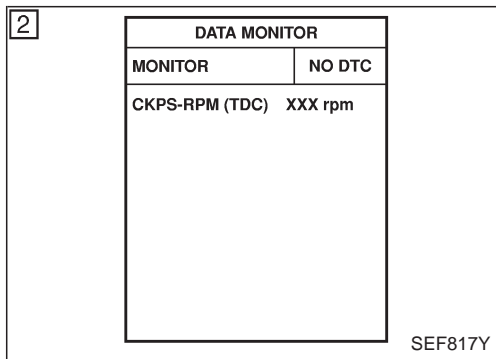 2
DATA MONITOR
MONITOR NO DTC
CKPS-RPM (TDC) XXX rpm
SEF817Y